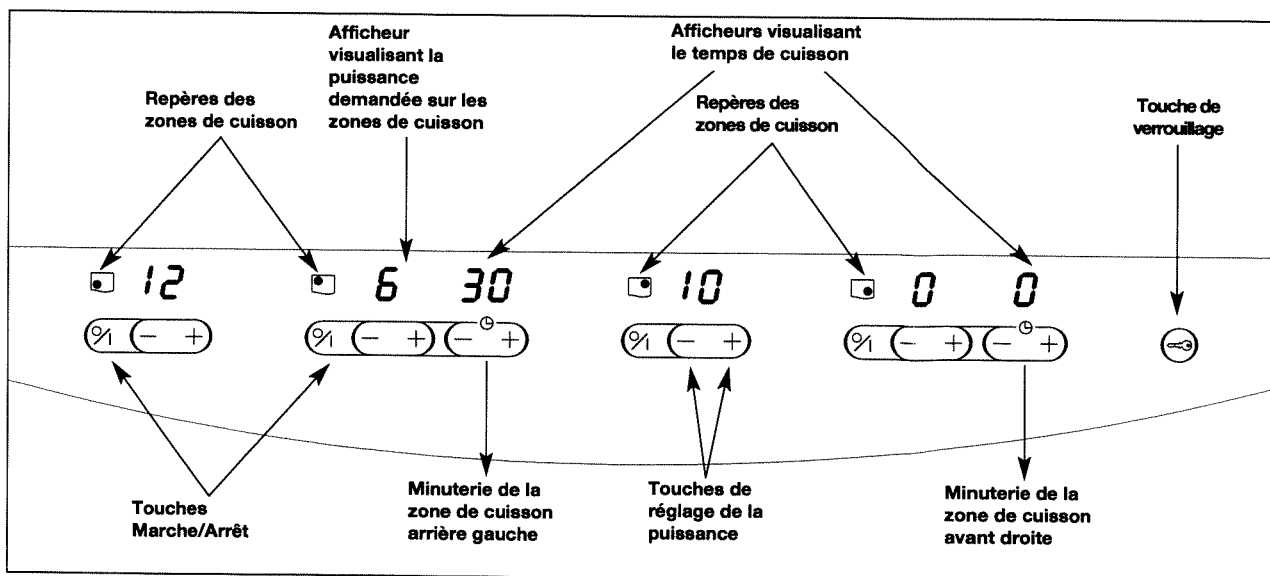 Afficheur
visualisant la
puissance
demandée sur les
zones de cuisson
Afficheurs visualisant
le temps de cuisson
Repères des
zones de cuisson
Repères des
zones de cuisson
Touche de
verrouillage
12
6
30
10
0
0
O/I
- +
O/I
- +
- +
O/I
- +
O/I
- +
- +
Touches
Marche/Arrêt
Minuterie de la
zone de cuisson
arrière gauche
Touches de
réglage de la
puissance
Minuterie de la
zone de cuisson
avant droite